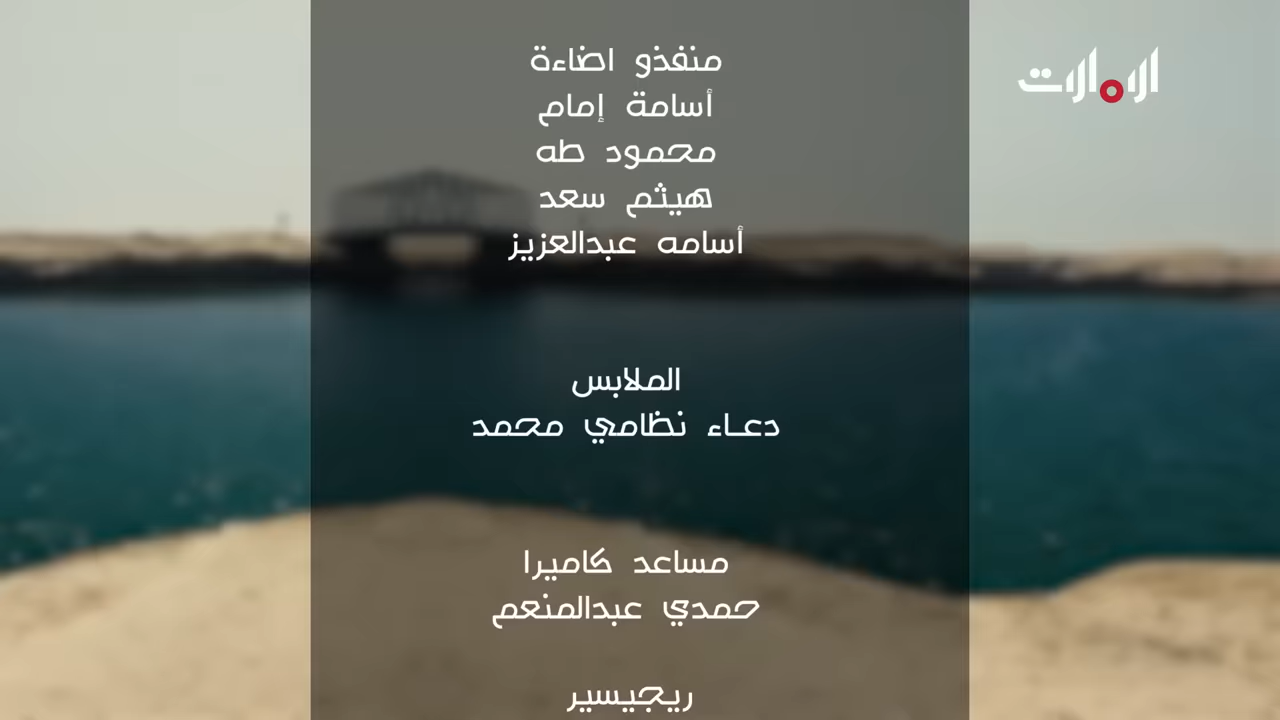 الامارات
منفذو اضاءة
أسامة إمام
محمود طه
هيثم سعد
أسامه عبدالعزيز
الملابس
دعاء نظامي محمد
مساعد كاميرا
حمدي عبدالمنعم
ريجيسير